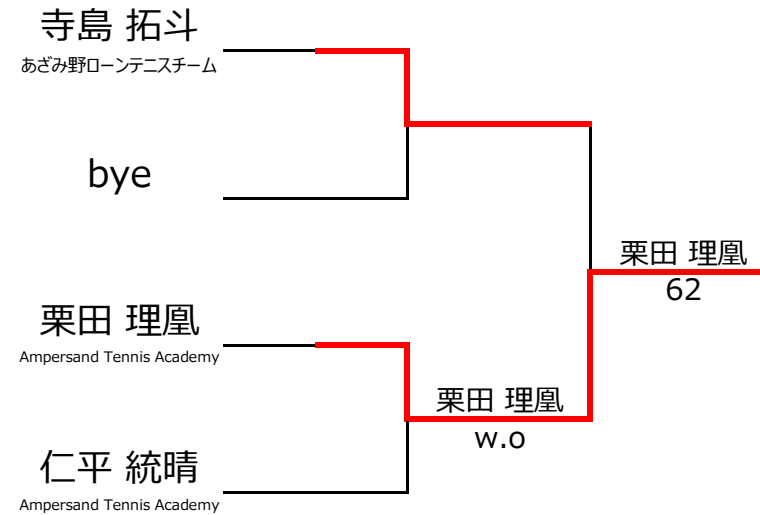 寺島 拓斗
あざみ野ローンテニスチーム
bye
栗田 理凰
62
栗田 理凰
Ampersand Tennis Academy
栗田 理凰
w.o
仁平 統晴
Ampersand Tennis Academy